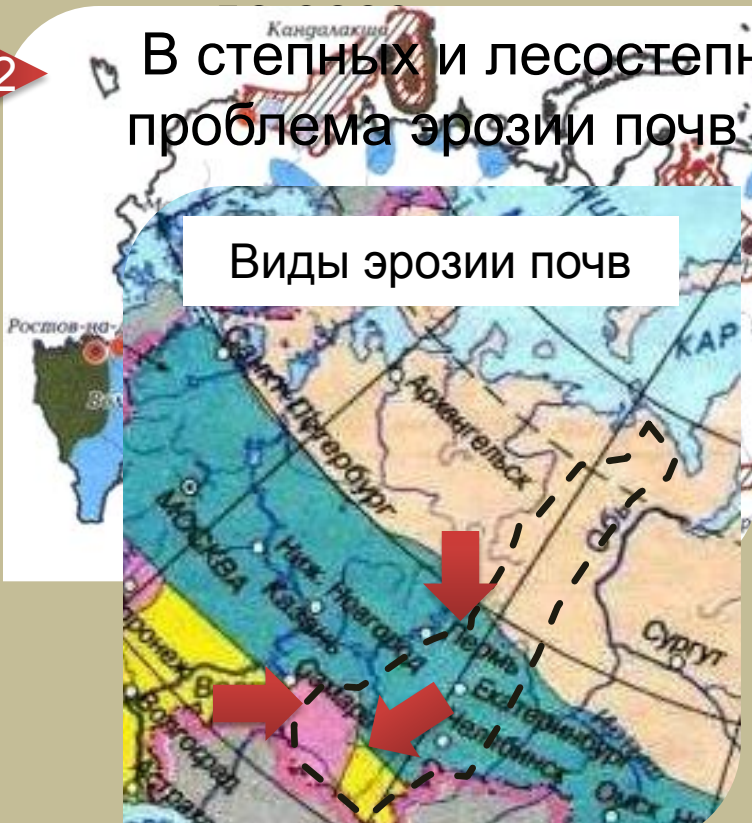 2
Кандалакша
В степных и лесостепн
проблема эрозии почв
Виды эрозии почв
Ростов-на-
КАР
Архангельск
Санкт-Петербург
МОСКВА
Ниж. Новгород
Казань
Пермь
Сургут
Обь
Самара
Екатеринбург
Челябинск
Волгоград
Омск